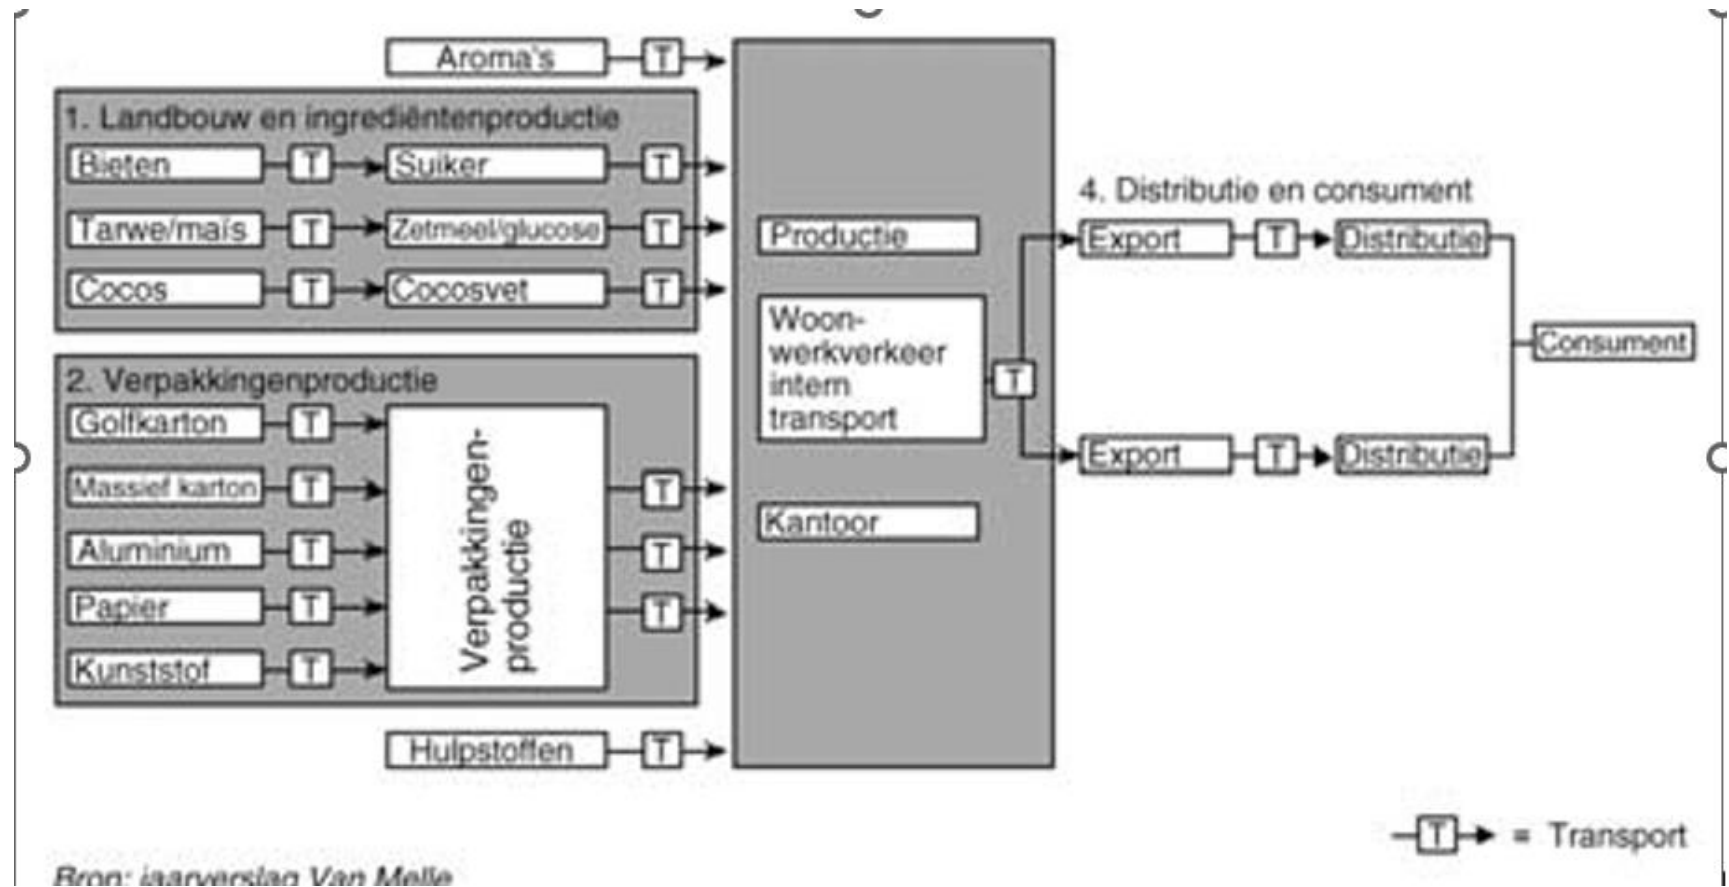 Aroma's T
1. Landbouw en ingrediëntenproductie
Bieten T Suiker T
Tarwe/maïs T Zetmeel/glucose T
Cocos T Cocosvet T
2. Verpakkingenproductie
Golfkarton T
Massief karton T
Aluminium T
Papier T
Kunststof T
Verpakkingen-
productie
T
T
T
Hulpstoffen T
Productie
Woon-
werkverkeer
intern
transport
T
Kantoor
4. Distributie en consument
Export T Distributie
Export T Distributie
Consument
T = Transport
Bron: jaarverslag Van Melle